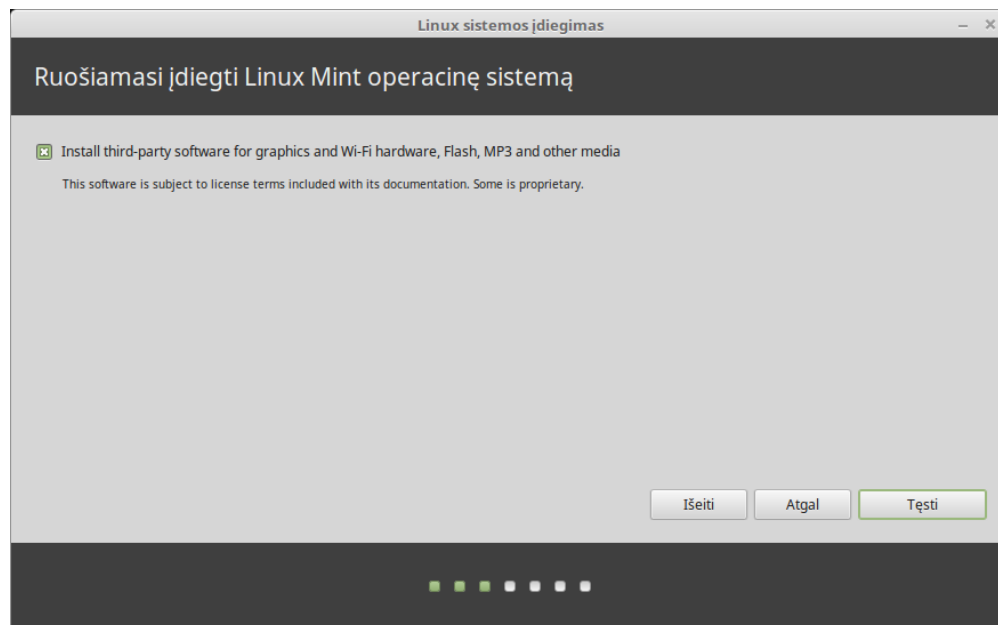 Linux sistemos įdiegimas
Ruošiamasi įdiegti Linux Mint operacinę sistemą
Install third-party software for graphics and Wi-Fi hardware, Flash, MP3 and other media
This software is subject to license terms included with its documentation. Some is proprietary.
Išeiti Atgal Tęsti